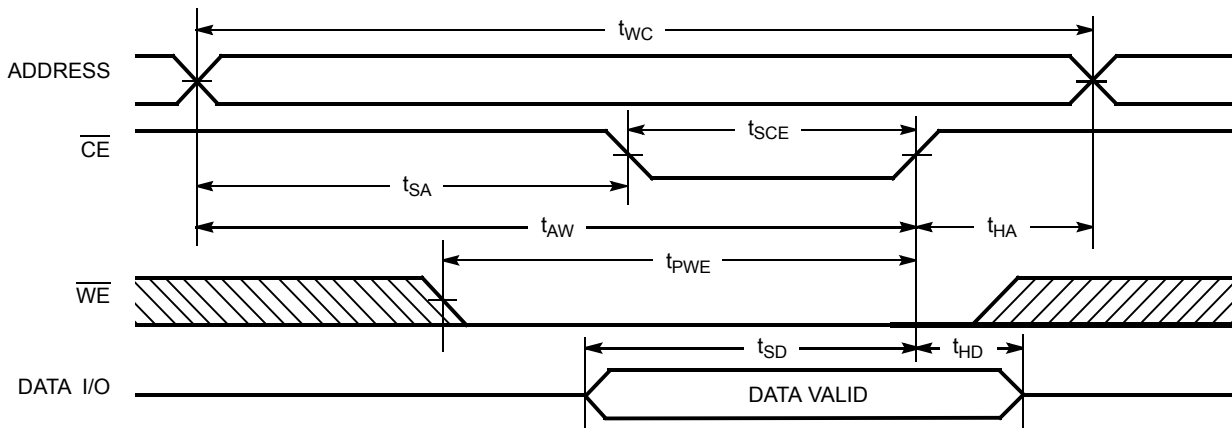 tWC
ADDRESS
tSCE
CE
tSA
tAW
tHA
tPWE
WE
tSD
tHD
DATA I/O
DATA VALID